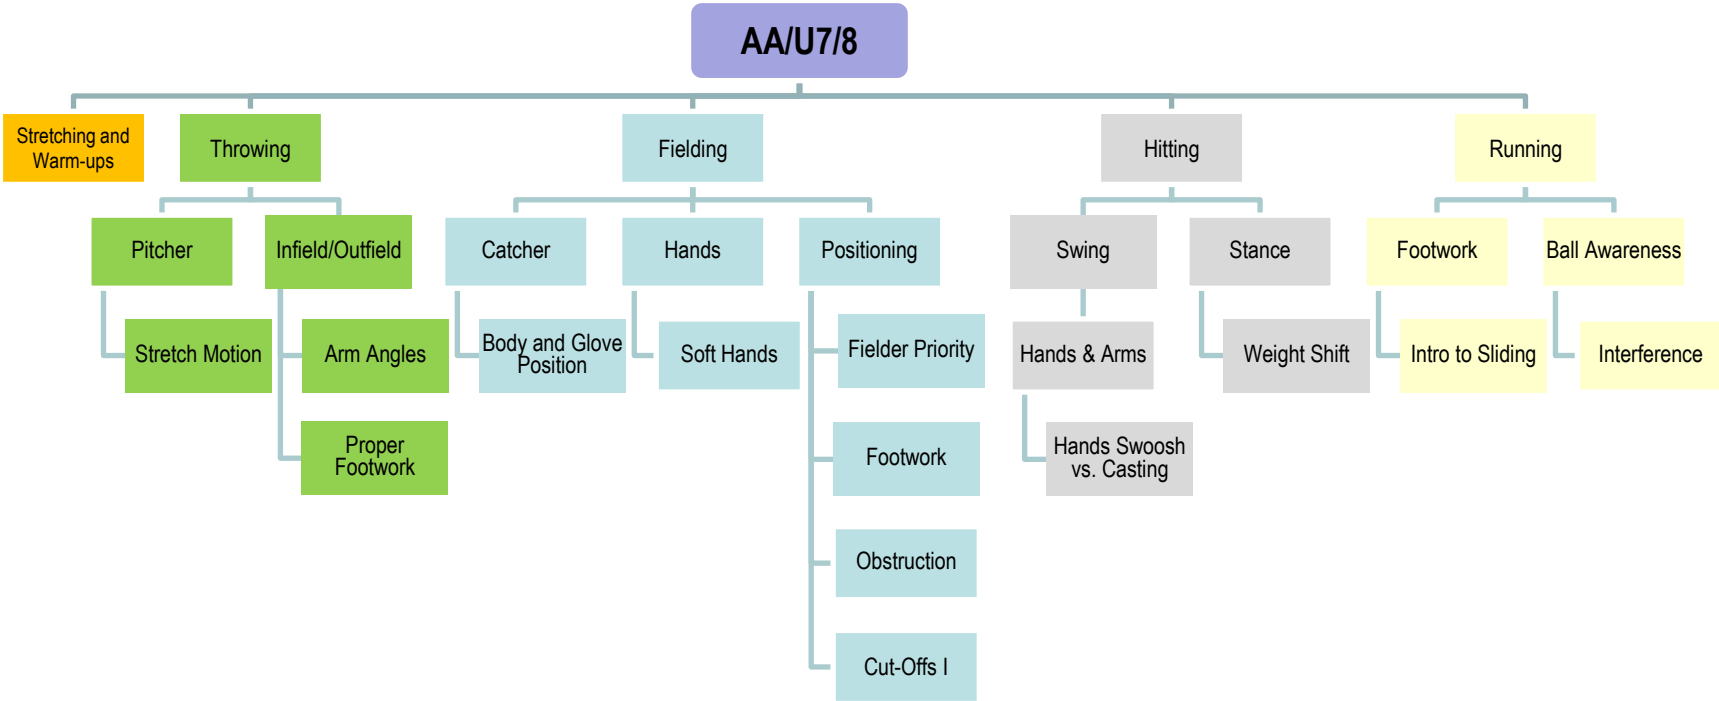 AA/U7/8
Stretching and
Warm-ups
Throwing
Fielding
Hitting
Running
Pitcher
Infield/Outfield
Catcher
Hands
Positioning
Swing
Stance
Footwork
Ball Awareness
Stretch Motion
Arm Angles
Body and Glove
Position
Soft Hands
Fielder Priority
Hands & Arms
Weight Shift
Intro to Sliding
Interference
Proper
Footwork
Footwork
Hands Swoosh
vs. Casting
Obstruction
Cut-Offs I